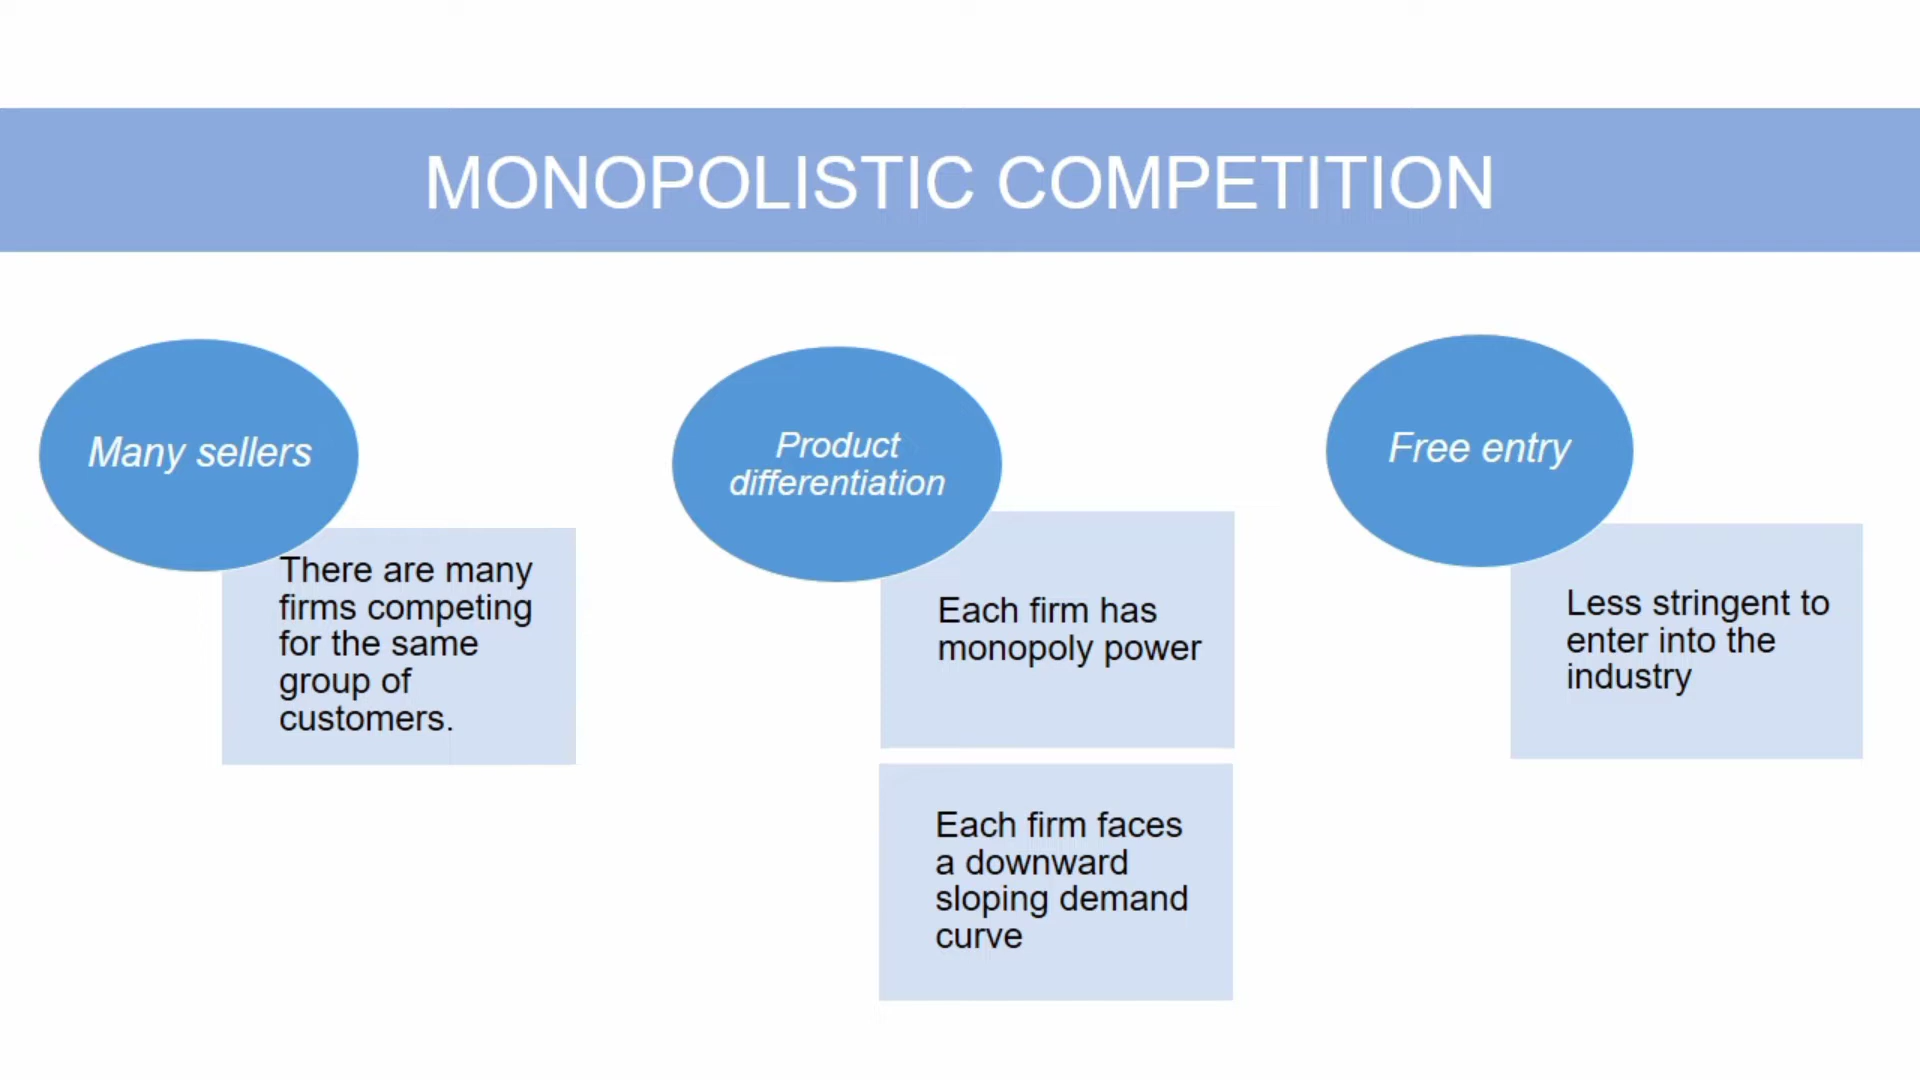 MONOPOLISTIC COMPETITION
Many sellers
There are many
firms competing
for the same
group of
customers.
Product
differentiation
Each firm has
monopoly power
Each firm faces
a downward
sloping demand
curve
Free entry
Less stringent to
enter into the
industry